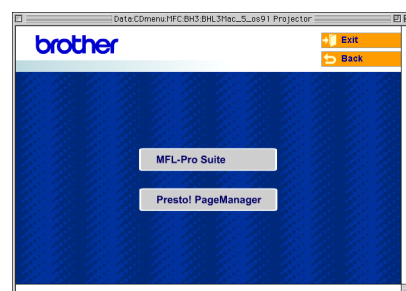 Data:CDmenu:MFC:BH3:BHL3Mac_5_os91 Projector
brother
Exit
Back
MFL-Pro Suite
Presto! PageManager